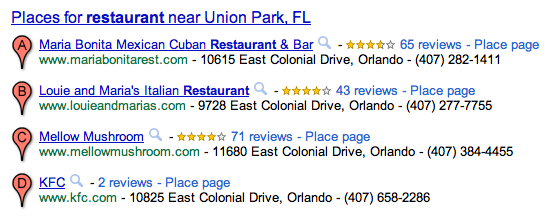 Places for restaurant near Union Park, FL
A Maria Bonita Mexican Cuban Restaurant & Bar - 65 reviews - Place page
www.mariabonitarest.com - 10615 East Colonial Drive, Orlando - (407) 282-1411
B Louie and Maria's Italian Restaurant - 43 reviews - Place page
www.louieandmarias.com - 9728 East Colonial Drive, Orlando - (407) 277-7755
C Mellow Mushroom - 71 reviews - Place page
www.mellowmushroom.com - 11680 East Colonial Drive, Orlando - (407) 384-4455
D KFC - 2 reviews - Place page
www.kfc.com - 10825 East Colonial Drive, Orlando - (407) 658-2286